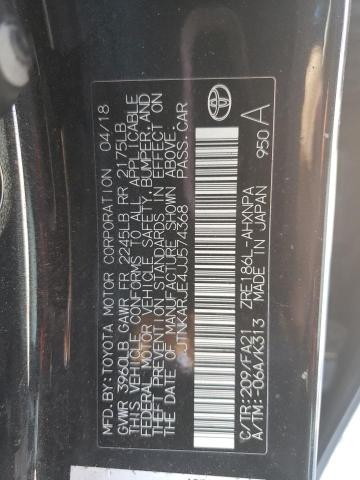 MFD. BY: TOYOTA MOTOR CORPORATION 04/18
GVWR 3960LB GAWR FR 2245LB RR 2175LB
THIS VEHICLE CONFORMS TO ALL APPLICABLE
FEDERAL MOTOR VEHICLE SAFETY, BUMPER, AND
THEFT PREVENTION STANDARDS IN EFFECT ON
THE DATE OF MANUFACTURE SHOWN ABOVE.
JTNKARJE4JJ574368 PASS. CAR
C/TR:209/FA21 ZRE186L-AHXNPA
A/TM:-06A/K313 MADE IN JAPAN 950 A